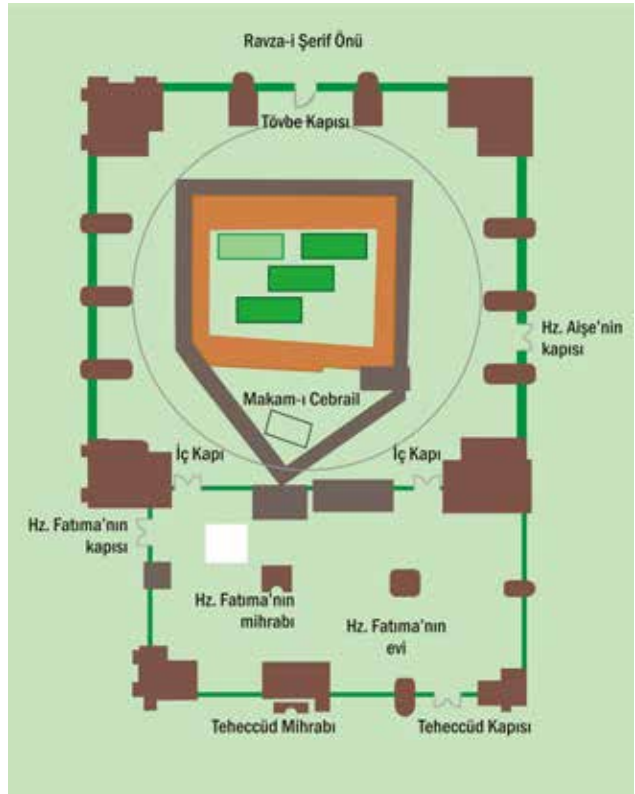 Ravza-i Şerif Önü
Tövbe Kapısı
Hz. Aişe'nin
kapısı
Makam-ı Cebrail
İç Kapı
İç Kapı
Hz. Fatıma'nın
kapısı
Hz. Fatıma'nın
mihrabı
Hz. Fatıma'nın
evi
Teheccüd Mihrabı
Teheccüd Kapısı